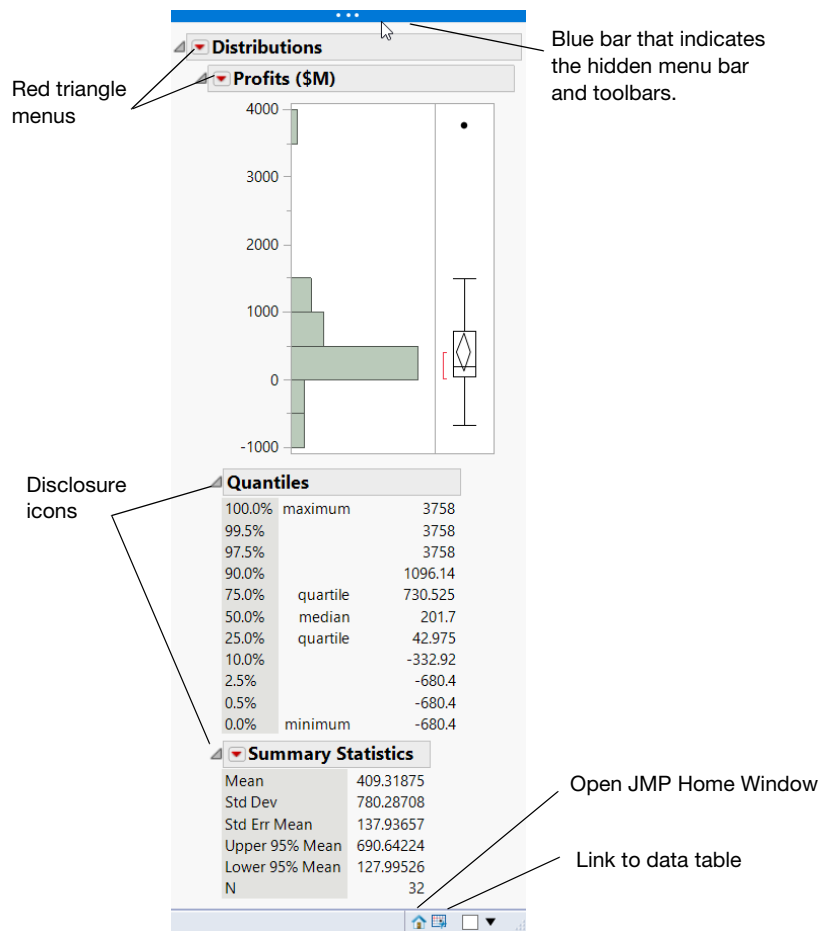 Distributions
Blue bar that indicates
the hidden menu bar
and toolbars.
Red triangle
menus
Profits ($M)
4000
3000
2000
1000
0
-1000
Disclosure
icons
Quantiles
100.0% maximum 3758
99.5% 3758
97.5% 3758
90.0% 1096.14
75.0% quartile 730.525
50.0% median 201.7
25.0% quartile 42.975
10.0% -332.92
2.5% -680.4
0.5% -680.4
0.0% minimum -680.4
Summary Statistics
Mean 409.31875
Std Dev 780.28708
Std Err Mean 137.93657
Upper 95% Mean 690.64224
Lower 95% Mean 127.99526
N 32
Open JMP Home Window
Link to data table